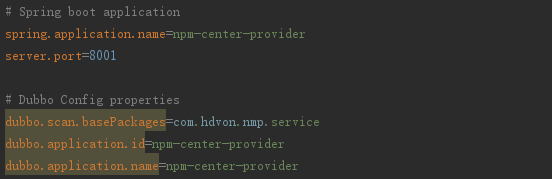 # Spring boot application
spring.application.name=npm-center-provider
server.port=8001
# Dubbo Config properties
dubbo.scan.basePackages=com.hdvon.nmp.service
dubbo.application.id=npm-center-provider
dubbo.application.name=npm-center-provider